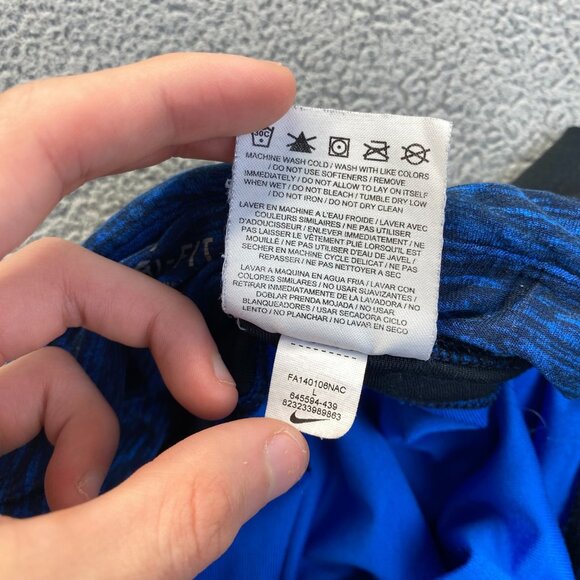 30C
MACHINE WASH COLD / WASH WITH LIKE COLORS
/ DO NOT USE SOFTENERS / REMOVE
IMMEDIATELY / DO NOT ALLOW TO LAY ON ITSELF
WHEN WET / DO NOT BLEACH / TUMBLE DRY LOW
/ DO NOT IRON / DO NOT DRY CLEAN
LAVER EN MACHINE A L'EAU FROIDE / LAVER AVEC
COULEURS SIMILAIRES / NE PAS UTILISER
D'ADOUCISSEUR / ENLEVER IMMEDIATEMENT / NE
PAS LAISSER LE VÊTEMENT PLIÉ LORSQU'IL EST
MOUILLÉ / NE PAS UTILISER D'EAU DE JAVEL /
SECHER EN MACHINE CYCLE DELICAT / NE PAS
REPASSER / NE PAS NETTOYER A SEC
LAVAR A MAQUINA EN AGUA FRIA / LAVAR CON
COLORES SIMILARES / NO USAR SUAVIZANTES /
RETIRAR IMMEDIATAMENTE DE LA LAVADORA / NO
DOBLAR PRENDA MOJADA / NO USAR
BLANQUEADORES / USAR SECADORA CICLO
LENTO / NO PLANCHAR / NO LAVAR EN SECO
FA140106NAC
L
645594-439
823233989863